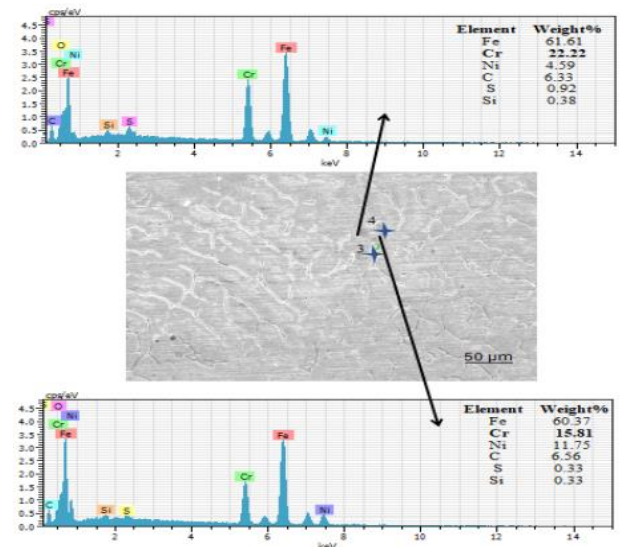 cps/eV
Element Weight%
Fe 61.61
Cr 22.22
Ni 4.59
C 6.33
S 0.92
Si 0.38
4.5
4.0
3.5
3.0
2.5
2.0
1.5
1.0
0.5
0.0
O
Ni
Cr
Fe
C
Si
S
Cr
Fe
Ni
2 4 6 8 10 12 14
keV
4
3
50 µm
cps/eV
Element Weight%
Fe 60.37
Cr 15.81
Ni 11.75
C 6.56
S 0.33
Si 0.33
4.5
4.0
3.5
3.0
2.5
2.0
1.5
1.0
0.5
0.0
O
Ni
Cr
Fe
C
Si
S
Cr
Fe
Ni
2 4 6 8 10 12 14
keV